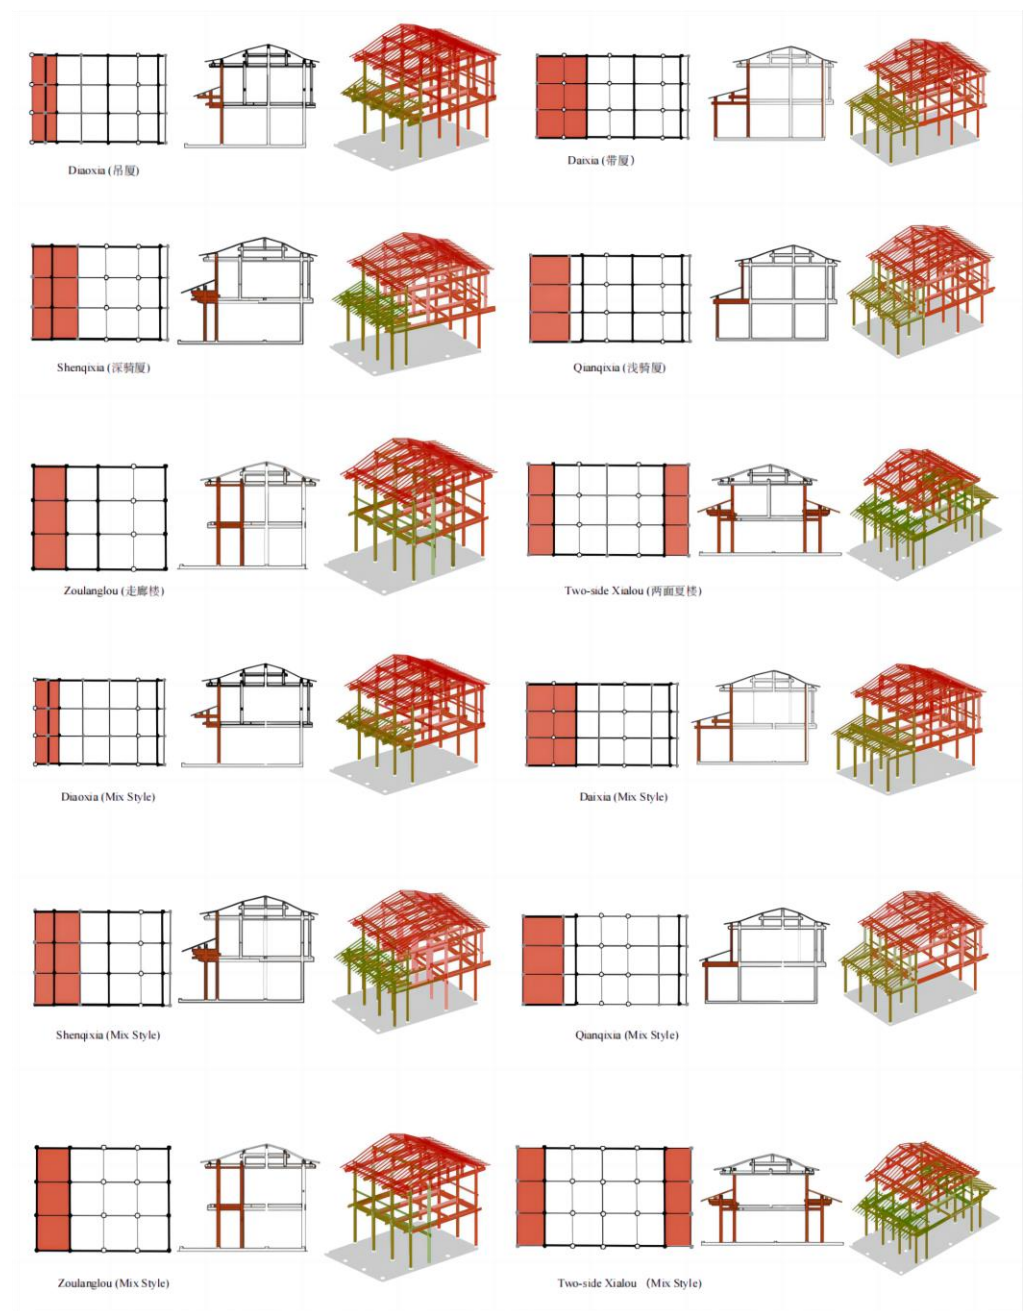 Diaoxia (吊厦)
Daixia (带厦)
Shenqixia (深骑厦)
Qianqixia (浅骑厦)
Zoulanglou (走廊楼)
Two-side Xialou (两面夏楼)
Diaoxia (Mix Style)
Daixia (Mix Style)
Shenqixia (Mix Style)
Qianqixia (Mix Style)
Zoulanglou (Mix Style)
Two-side Xialou （Mix Style)